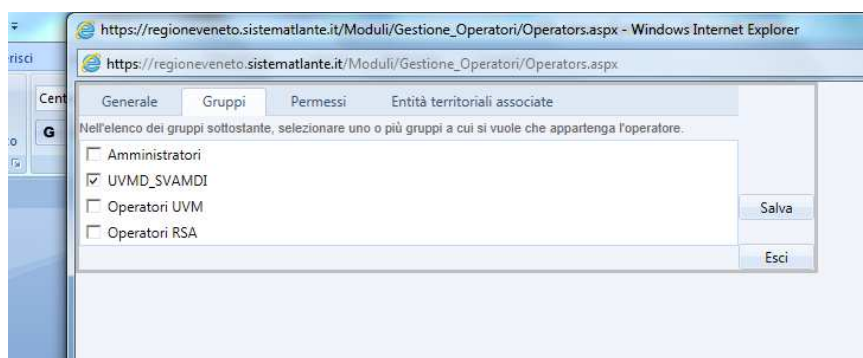 https://regioneveneto.sistematlante.it/Moduli/Gestione_Operatori/Operators.aspx - Windows Internet Explorer
https://regioneveneto.sistematlante.it/Moduli/Gestione_Operatori/Operators.aspx
risci
Cent
G
Generale Gruppi Permessi Entità territoriali associate
Nell'elenco dei gruppi sottostante, selezionare uno o più gruppi a cui si vuole che appartenga l'operatore.
Amministratori
UVMD_SVAMDI
Operatori UVM
Operatori RSA
Salva
Esci